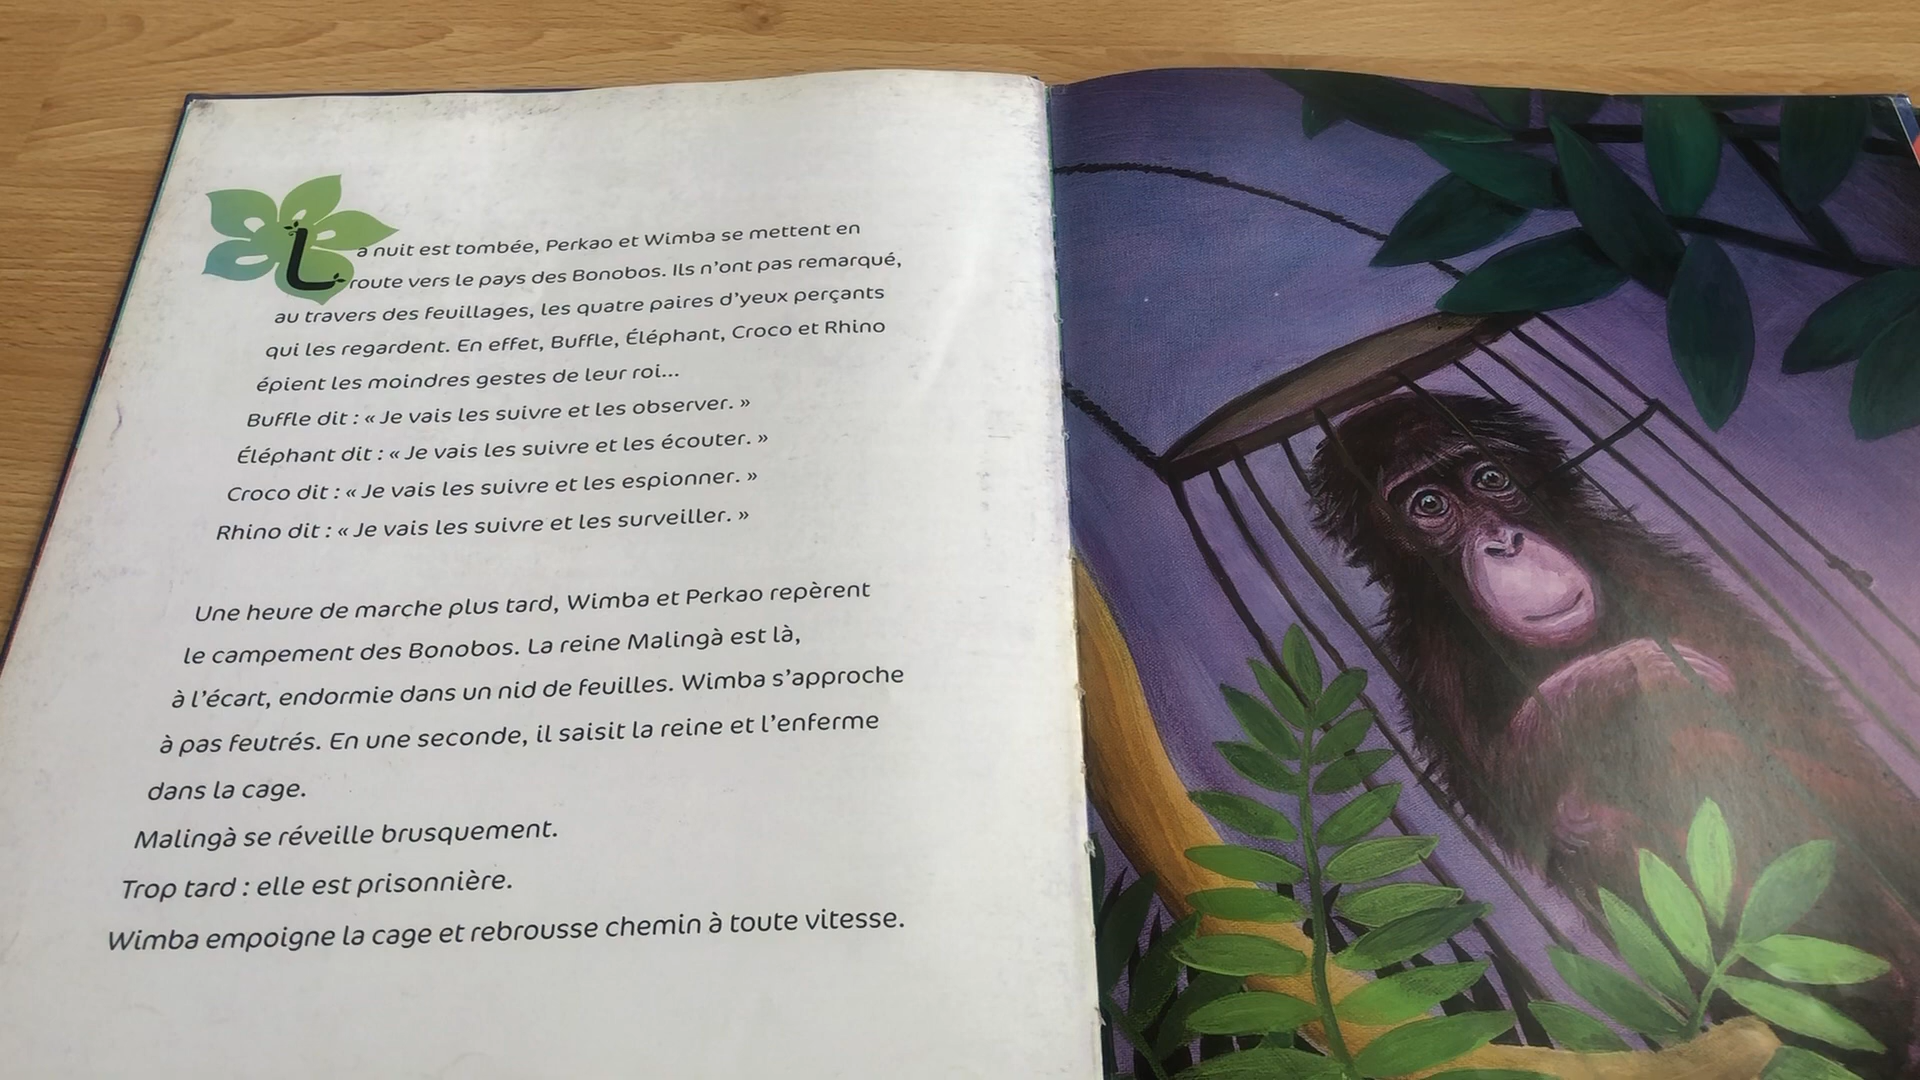 La nuit est tombée, Perkao et Wimba se mettent en
route vers le pays des Bonobos. Ils n'ont pas remarqué,
au travers des feuillages, les quatre paires d'yeux perçants
qui les regardent. En effet, Buffle, Éléphant, Croco et Rhino
épient les moindres gestes de leur roi...
Buffle dit : « Je vais les suivre et les observer. »
Éléphant dit : « Je vais les suivre et les écouter. »
Croco dit : « Je vais les suivre et les espionner. »
Rhino dit : « Je vais les suivre et les surveiller. »
Une heure de marche plus tard, Wimba et Perkao repèrent
le campement des Bonobos. La reine Malingà est là,
à l'écart, endormie dans un nid de feuilles. Wimba s'approche
à pas feutrés. En une seconde, il saisit la reine et l'enferme
dans la cage.
Malingà se réveille brusquement.
Trop tard : elle est prisonnière.
Wimba empoigne la cage et rebrousse chemin à toute vitesse.